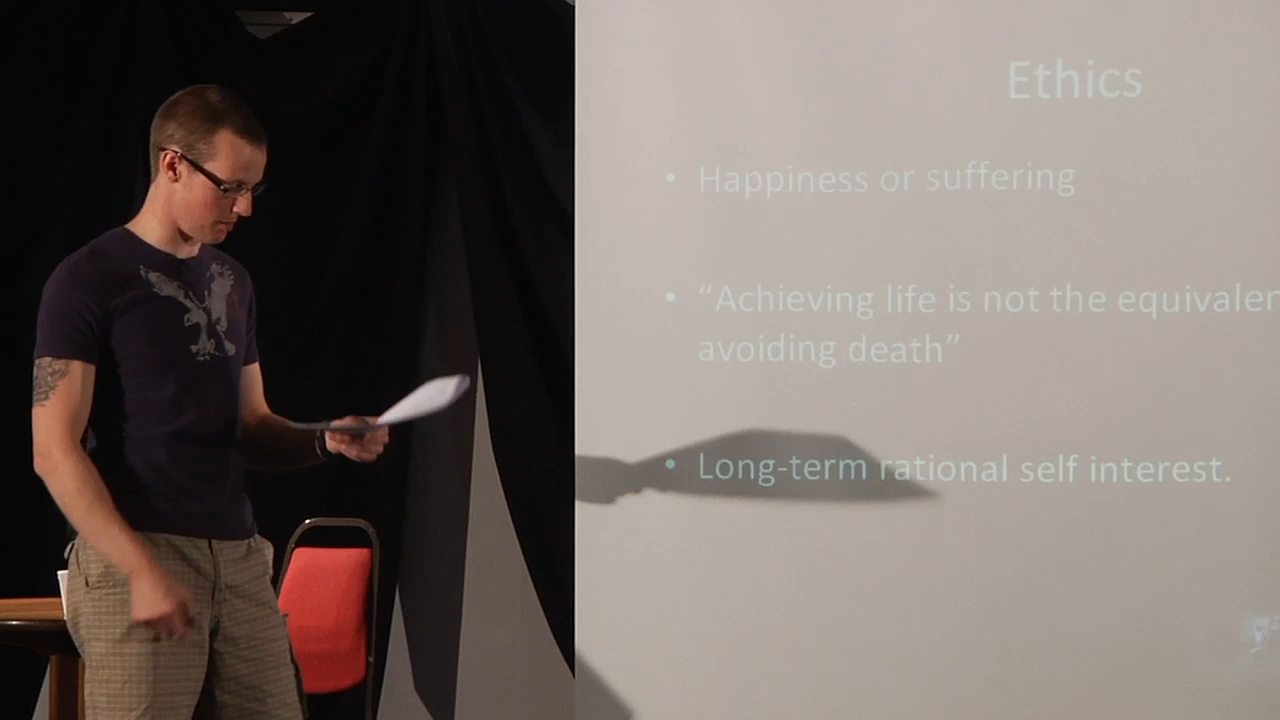 Ethics
• Happiness or suffering
• “Achieving life is not the equivalen
avoiding death”
• Long-term rational self interest.